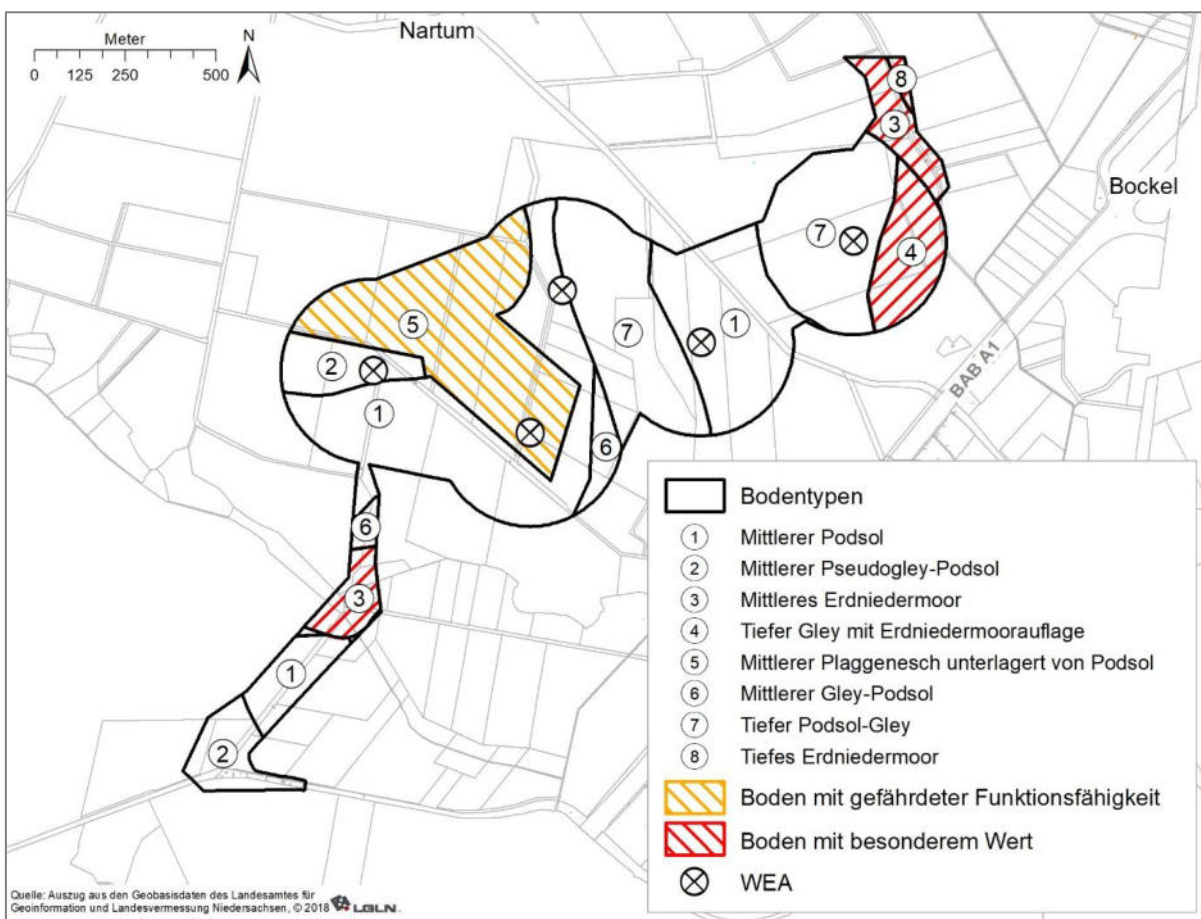 Nartum
Meter
N
0 125 250 500
8
3
Bockel
7
4
5
7
1
2
1
BAB A1
6
6
3
1
2
Bodentypen
1 Mittlerer Podsol
2 Mittlerer Pseudogley-Podsol
3 Mittleres Erdniedermoor
4 Tiefer Gley mit Erdniedermoorauflage
5 Mittlerer Plaggenesch unterlagert von Podsol
6 Mittlerer Gley-Podsol
7 Tiefer Podsol-Gley
8 Tiefes Erdniedermoor
Boden mit gefährdeter Funktionsfähigkeit
Boden mit besonderem Wert
WEA
Quelle: Auszug aus den Geobasisdaten des Landesamtes für
Geoinformation und Landesvermessung Niedersachsen, © 2018 LGLN.